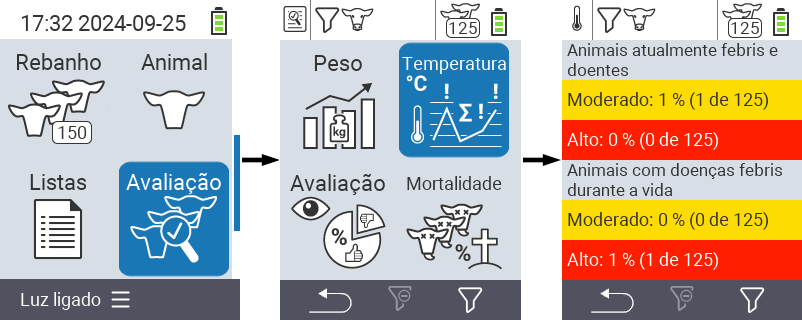 17:32 2024-09-25
Rebanho
Animal
150
Listas
Avaliação
Luz ligado
125
Peso
Temperatura
°C
! !
Σ !
kg
Avaliação
Mortalidade
%
%
125
Animais atualmente febris e
doentes
Moderado: 1 % (1 de 125)
Alto: 0 % (0 de 125)
Animais com doenças febris
durante a vida
Moderado: 0 % (0 de 125)
Alto: 1 % (1 de 125)